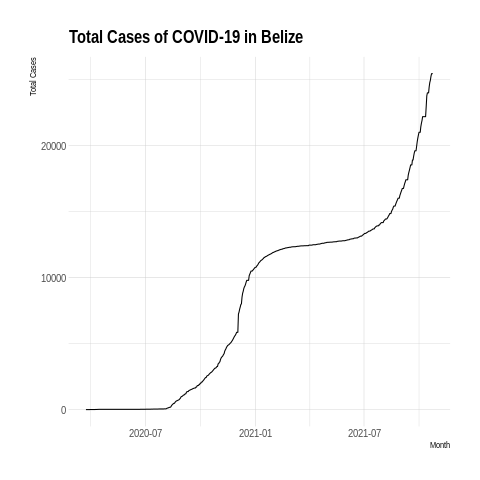 Total Cases of COVID-19 in Belize
Total Cases
20000
10000
0
2020-07 2021-01 2021-07
Month